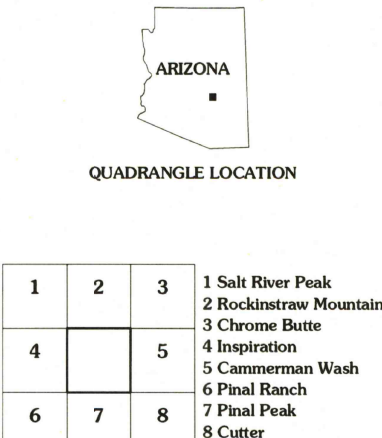 ARIZONA
QUADRANGLE LOCATION
1 2 3
4 5
6 7 8
1 Salt River Peak
2 Rockinstraw Mountain
3 Chrome Butte
4 Inspiration
5 Cammerman Wash
6 Pinal Ranch
7 Pinal Peak
8 Cutter